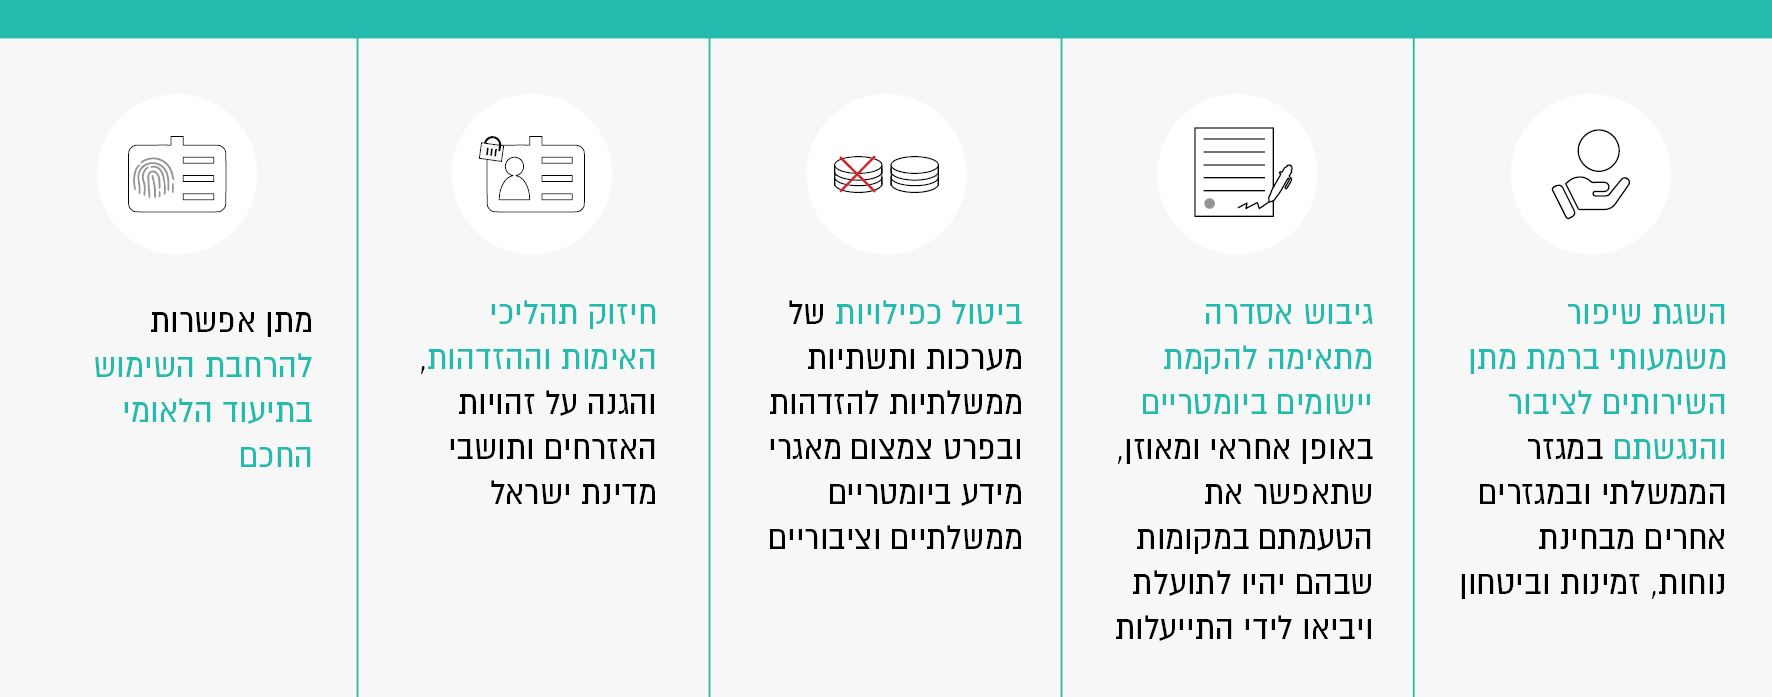 השגת שיפור
משמעותי ברמת מתן
השירותים לציבור
והנגשתם במגזר
הממשלתי ובמגזרים
אחרים מבחינת
נוחות, זמינות וביטחון
גיבוש אסדרה
מתאימה להקמת
יישומים ביומטריים
באופן אחראי ומאוזן,
שתאפשר את
הטעמתם במקומות
שבהם יהיו לתועלת
ויביאו לידי התייעלות
ביטול כפילויות של
מערכות ותשתיות
ממשלתיות להזדהות
ובפרט צמצום מאגרי
מידע ביומטריים
ממשלתיים וציבוריים
חיזוק תהליכי
האימות וההזדהות,
והגנה על זהויות
האזרחים ותושבי
מדינת ישראל
מתן אפשרות
להרחבת השימוש
בתיעוד הלאומי
החכם